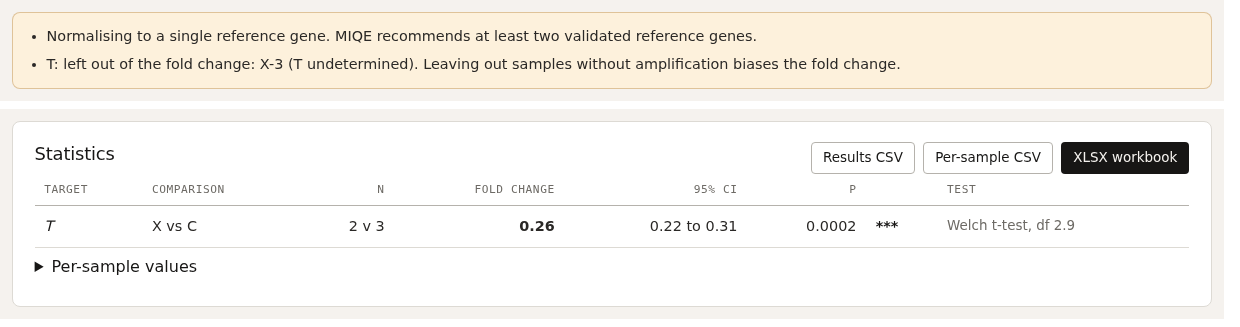 • Normalising to a single reference gene. MIQE recommends at least two validated reference genes.
• T: left out of the fold change: X-3 (T undetermined). Leaving out samples without amplification biases the fold change.
Statistics
Results CSV Per-sample CSV XLSX workbook
TARGET COMPARISON N FOLD CHANGE 95% CI P TEST
T X vs C 2 v 3 0.26 0.22 to 0.31 0.0002 *** Welch t-test, df 2.9
▶ Per-sample values